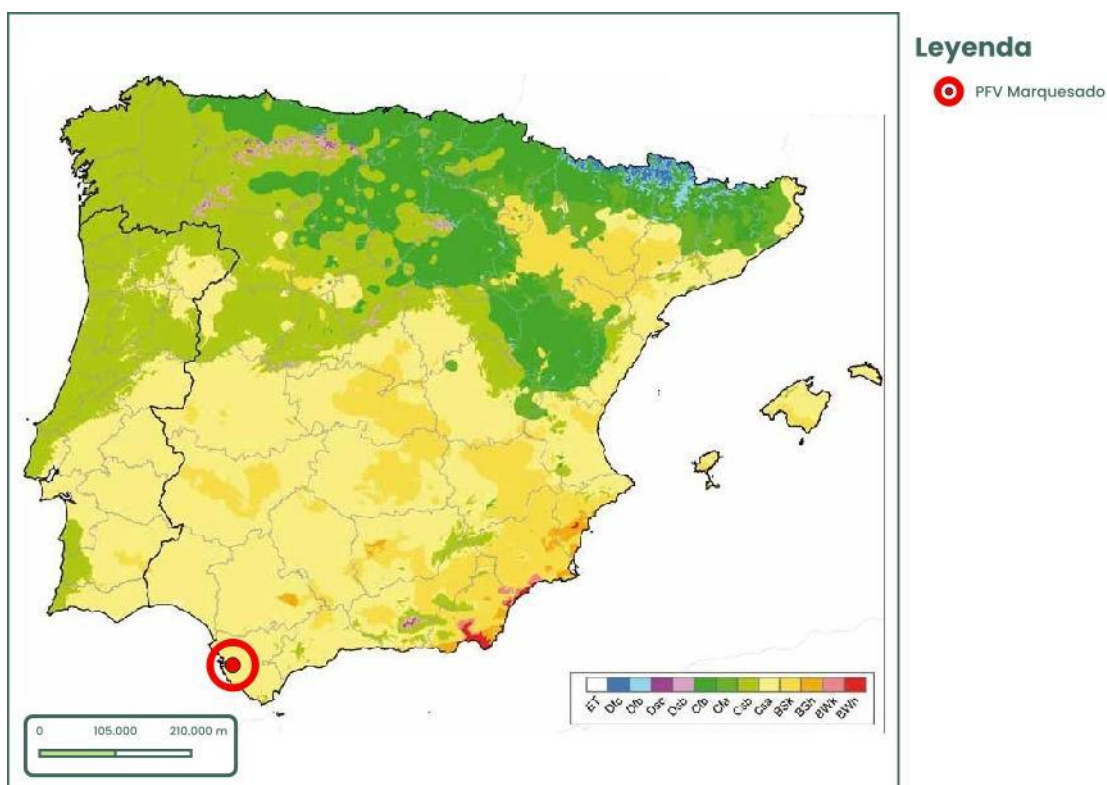 Leyenda
PFV Marquesado
ET Dfc Dfb Dsc Dsb Cfb Cfa Csb Csa BSk BSh BWk BWh
0 105.000 210.000 m